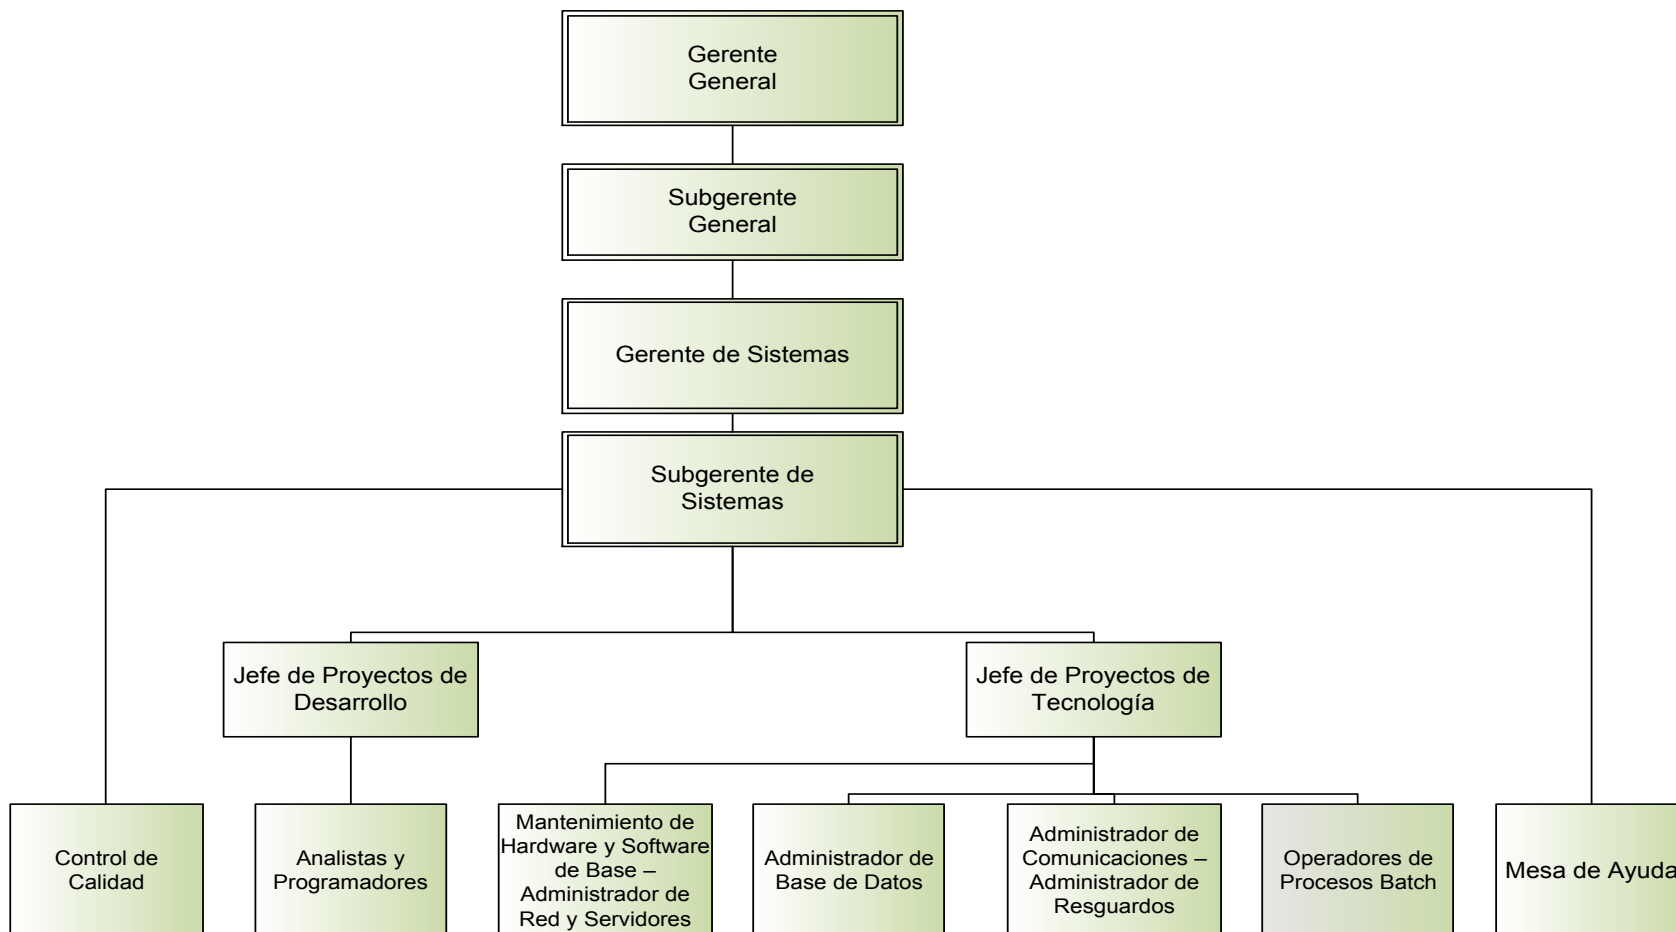 Gerente
General
Subgerente
General
Gerente de Sistemas
Subgerente de
Sistemas
Jefe de Proyectos de
Desarrollo
Jefe de Proyectos de
Tecnología
Control de
Calidad
Analistas y
Programadores
Mantenimiento de
Hardware y Software
de Base –
Administrador de
Red y Servidores
Administrador de
Base de Datos
Administrador de
Comunicaciones –
Administrador de
Resguardos
Operadores de
Procesos Batch
Mesa de Ayuda